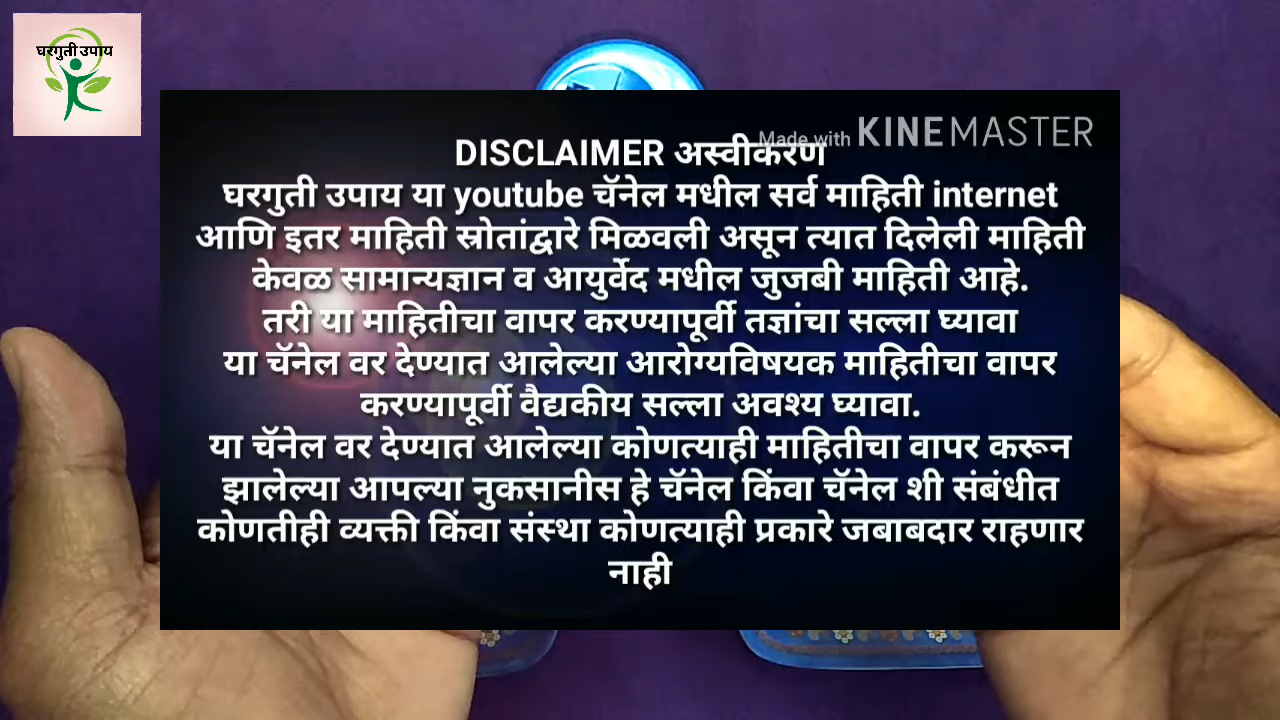 घरगुती उपाय
Made with KINEMASTER
DISCLAIMER अस्वीकरण
घरगुती उपाय या youtube चॅनेल मधील सर्व माहिती internet
आणि इतर माहिती स्रोतांद्वारे मिळवली असून त्यात दिलेली माहिती
केवळ सामान्यज्ञान व आयुर्वेद मधील जुजबी माहिती आहे.
तरी या माहितीचा वापर करण्यापूर्वी तज्ञांचा सल्ला घ्यावा
या चॅनेल वर देण्यात आलेल्या आरोग्यविषयक माहितीचा वापर
करण्यापूर्वी वैद्यकीय सल्ला अवश्य घ्यावा.
या चॅनेल वर देण्यात आलेल्या कोणत्याही माहितीचा वापर करून
झालेल्या आपल्या नुकसानीस हे चॅनेल किंवा चॅनेल शी संबंधीत
कोणतीही व्यक्ती किंवा संस्था कोणत्याही प्रकारे जबाबदार राहणार
नाही